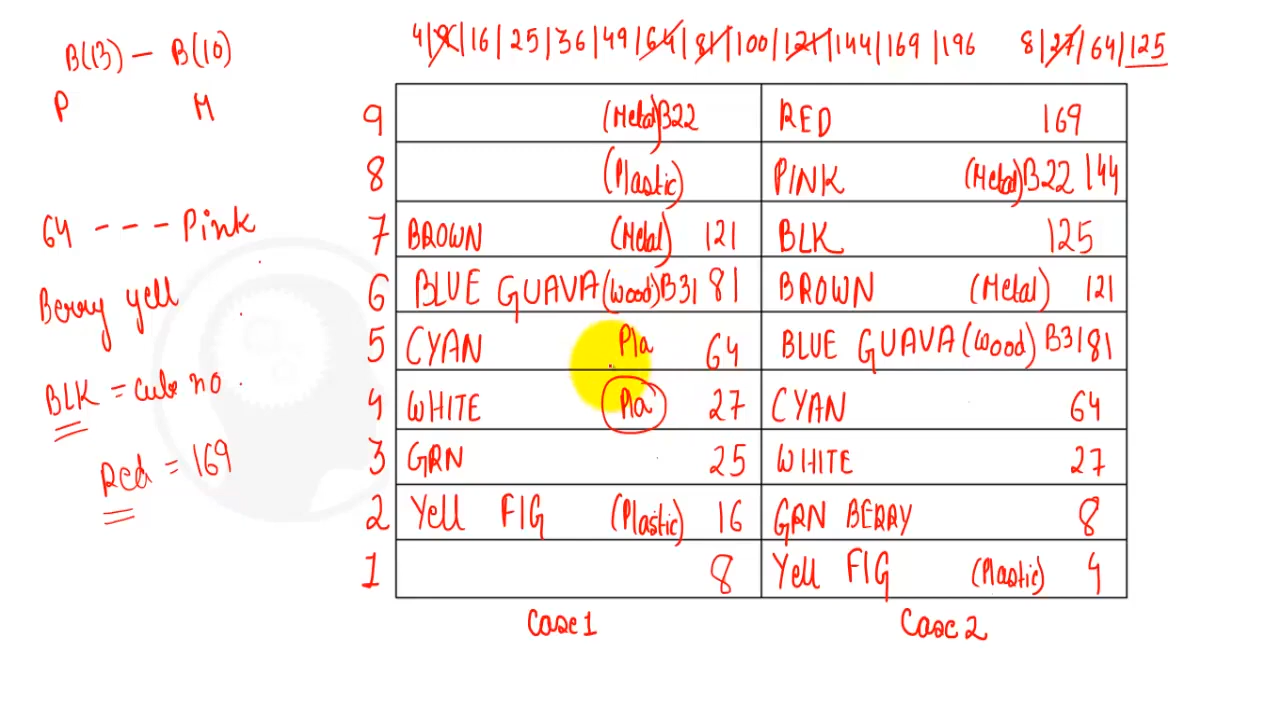 4|9|16|25|36|49|64|81|100|121|144|169|196 8|27|64|125
B(13) – B(10)
P M
9 (Metal)B22 RED 169
8 (Plastic) PINK (Metal)B22 144
7 BROWN (Metal) 121 BLK 125
64 --- Pink
6 BLUE GUAVA(Wood)B31 81 BROWN (Metal) 121
Berry yell
5 CYAN Pla 64 BLUE GUAVA(Wood) B31 81
BLK = cube no
4 WHITE Pla 27 CYAN 64
3 GRN 25 WHITE 27
Red = 169
2 Yell FIG (Plastic) 16 GRN BERRY 8
1 8 Yell FIG (Plastic) 4
Case 1 Case 2